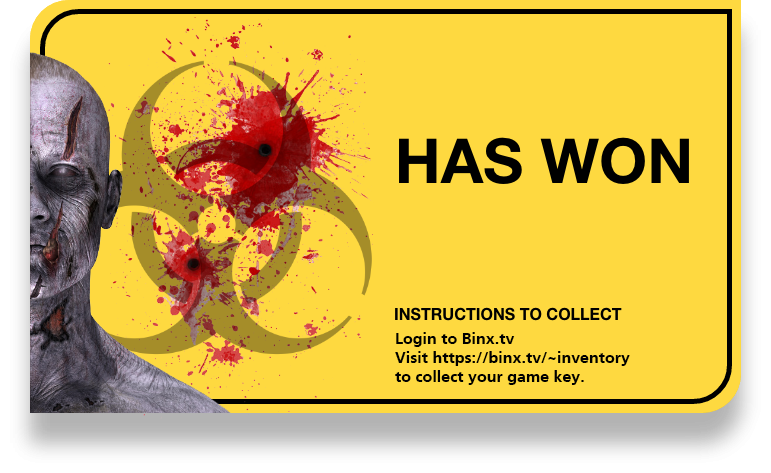 HAS WON
INSTRUCTIONS TO COLLECT
Login to Binx.tv
Visit https://binx.tv/~inventory
to collect your game key.